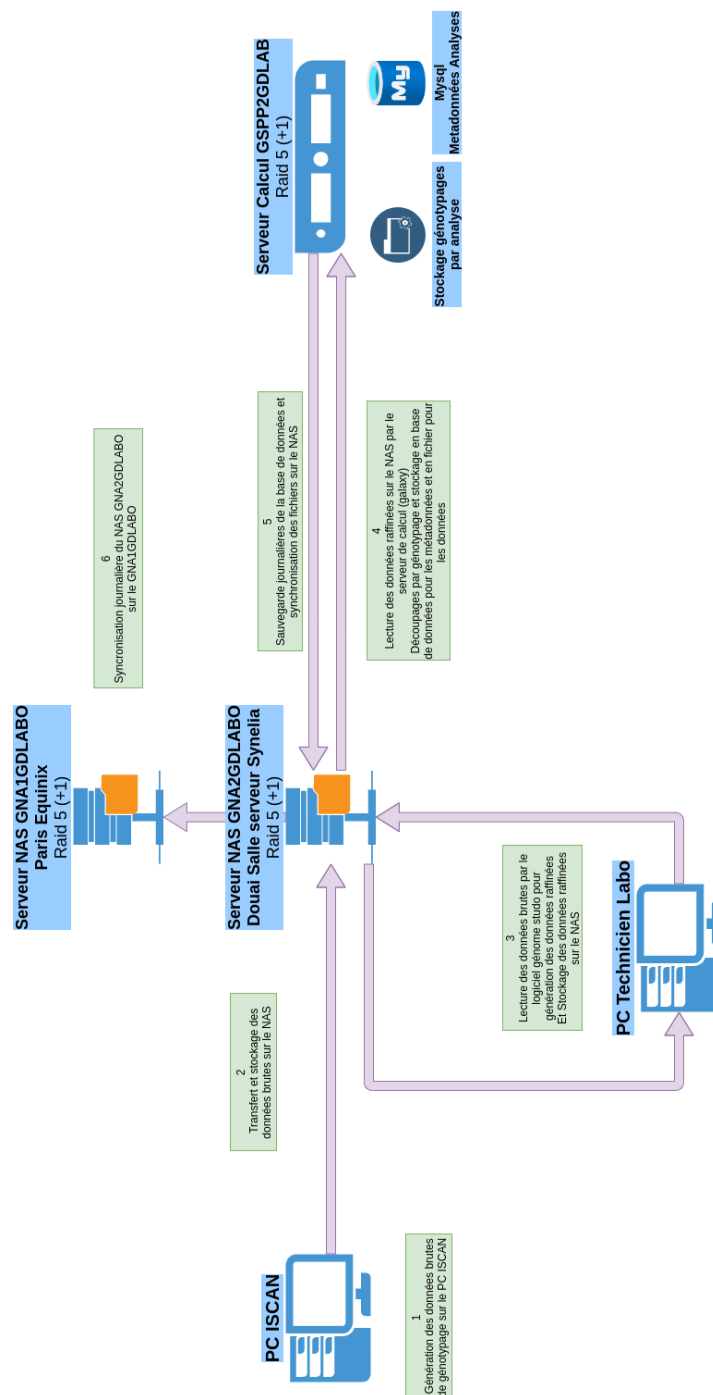 Serveur NAS GNA1GDLABO
Paris Equinix
Raid 5 (+1)
6
Syncronisation journalière du NAS GNA2GDLABO
sur le GNA1GDLABO
PC ISCAN
1
Génération des données brutes
de génotypage sur le PC ISCAN
2
Transfert et stockage des
données brutes sur le NAS
Serveur NAS GNA2GDLABO
Douai Salle serveur Synelia
Raid 5 (+1)
5
Sauvegarde journalières de la base de données et
synchronisation des fichiers sur le NAS
Serveur Calcul GSPP2GDLAB
Raid 5 (+1)
4
Lecture des données raffinées sur le NAS par le
serveur de calcul (galaxy)
Découpages par génotypage et stockage en base
de données pour les métadonnées et en fichier pour
les données
Stockage génotypages
par analyse
My
Mysql
Metadonnées Analyses
3
Lecture des données brutes par le
logiciel génome studo pour
génération des données raffinées
Et Stockage des données raffinées
sur le NAS
PC Technicien Labo